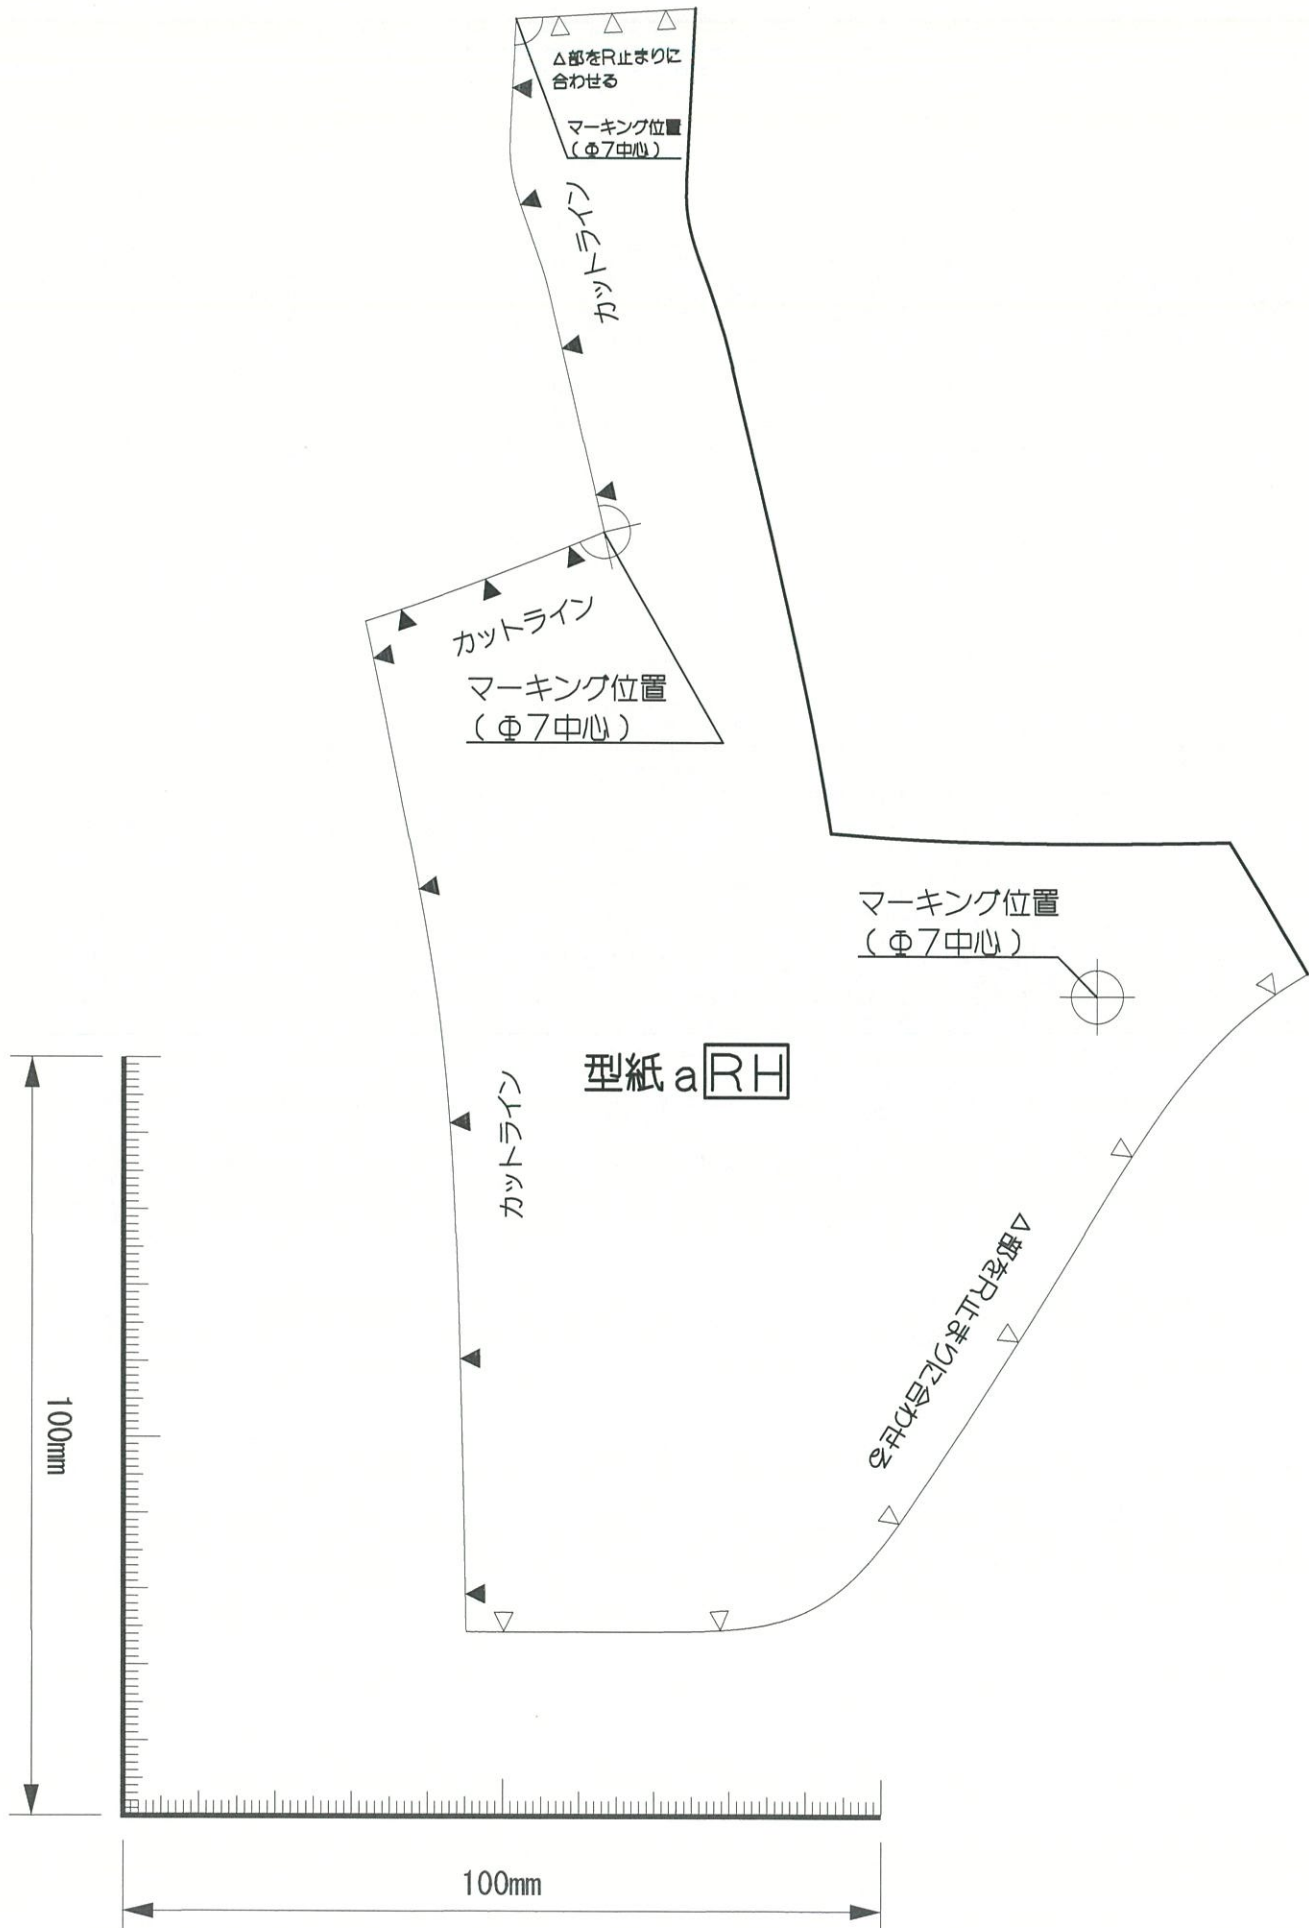 △部をR止まりに
合わせる
マーキング位置
(Φ7中心)
カットライン
カットライン
マーキング位置
(Φ7中心)
マーキング位置
(Φ7中心)
型紙a RH
カットライン
△部をR止まりに合わせる
100mm
100mm